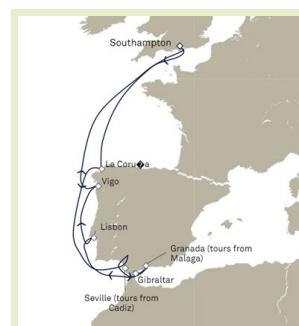 Southampton
La Coru�a
Vigo
Lisbon
Granada (tours from
Malaga)
Gibraltar
Seville (tours from
Cadiz)